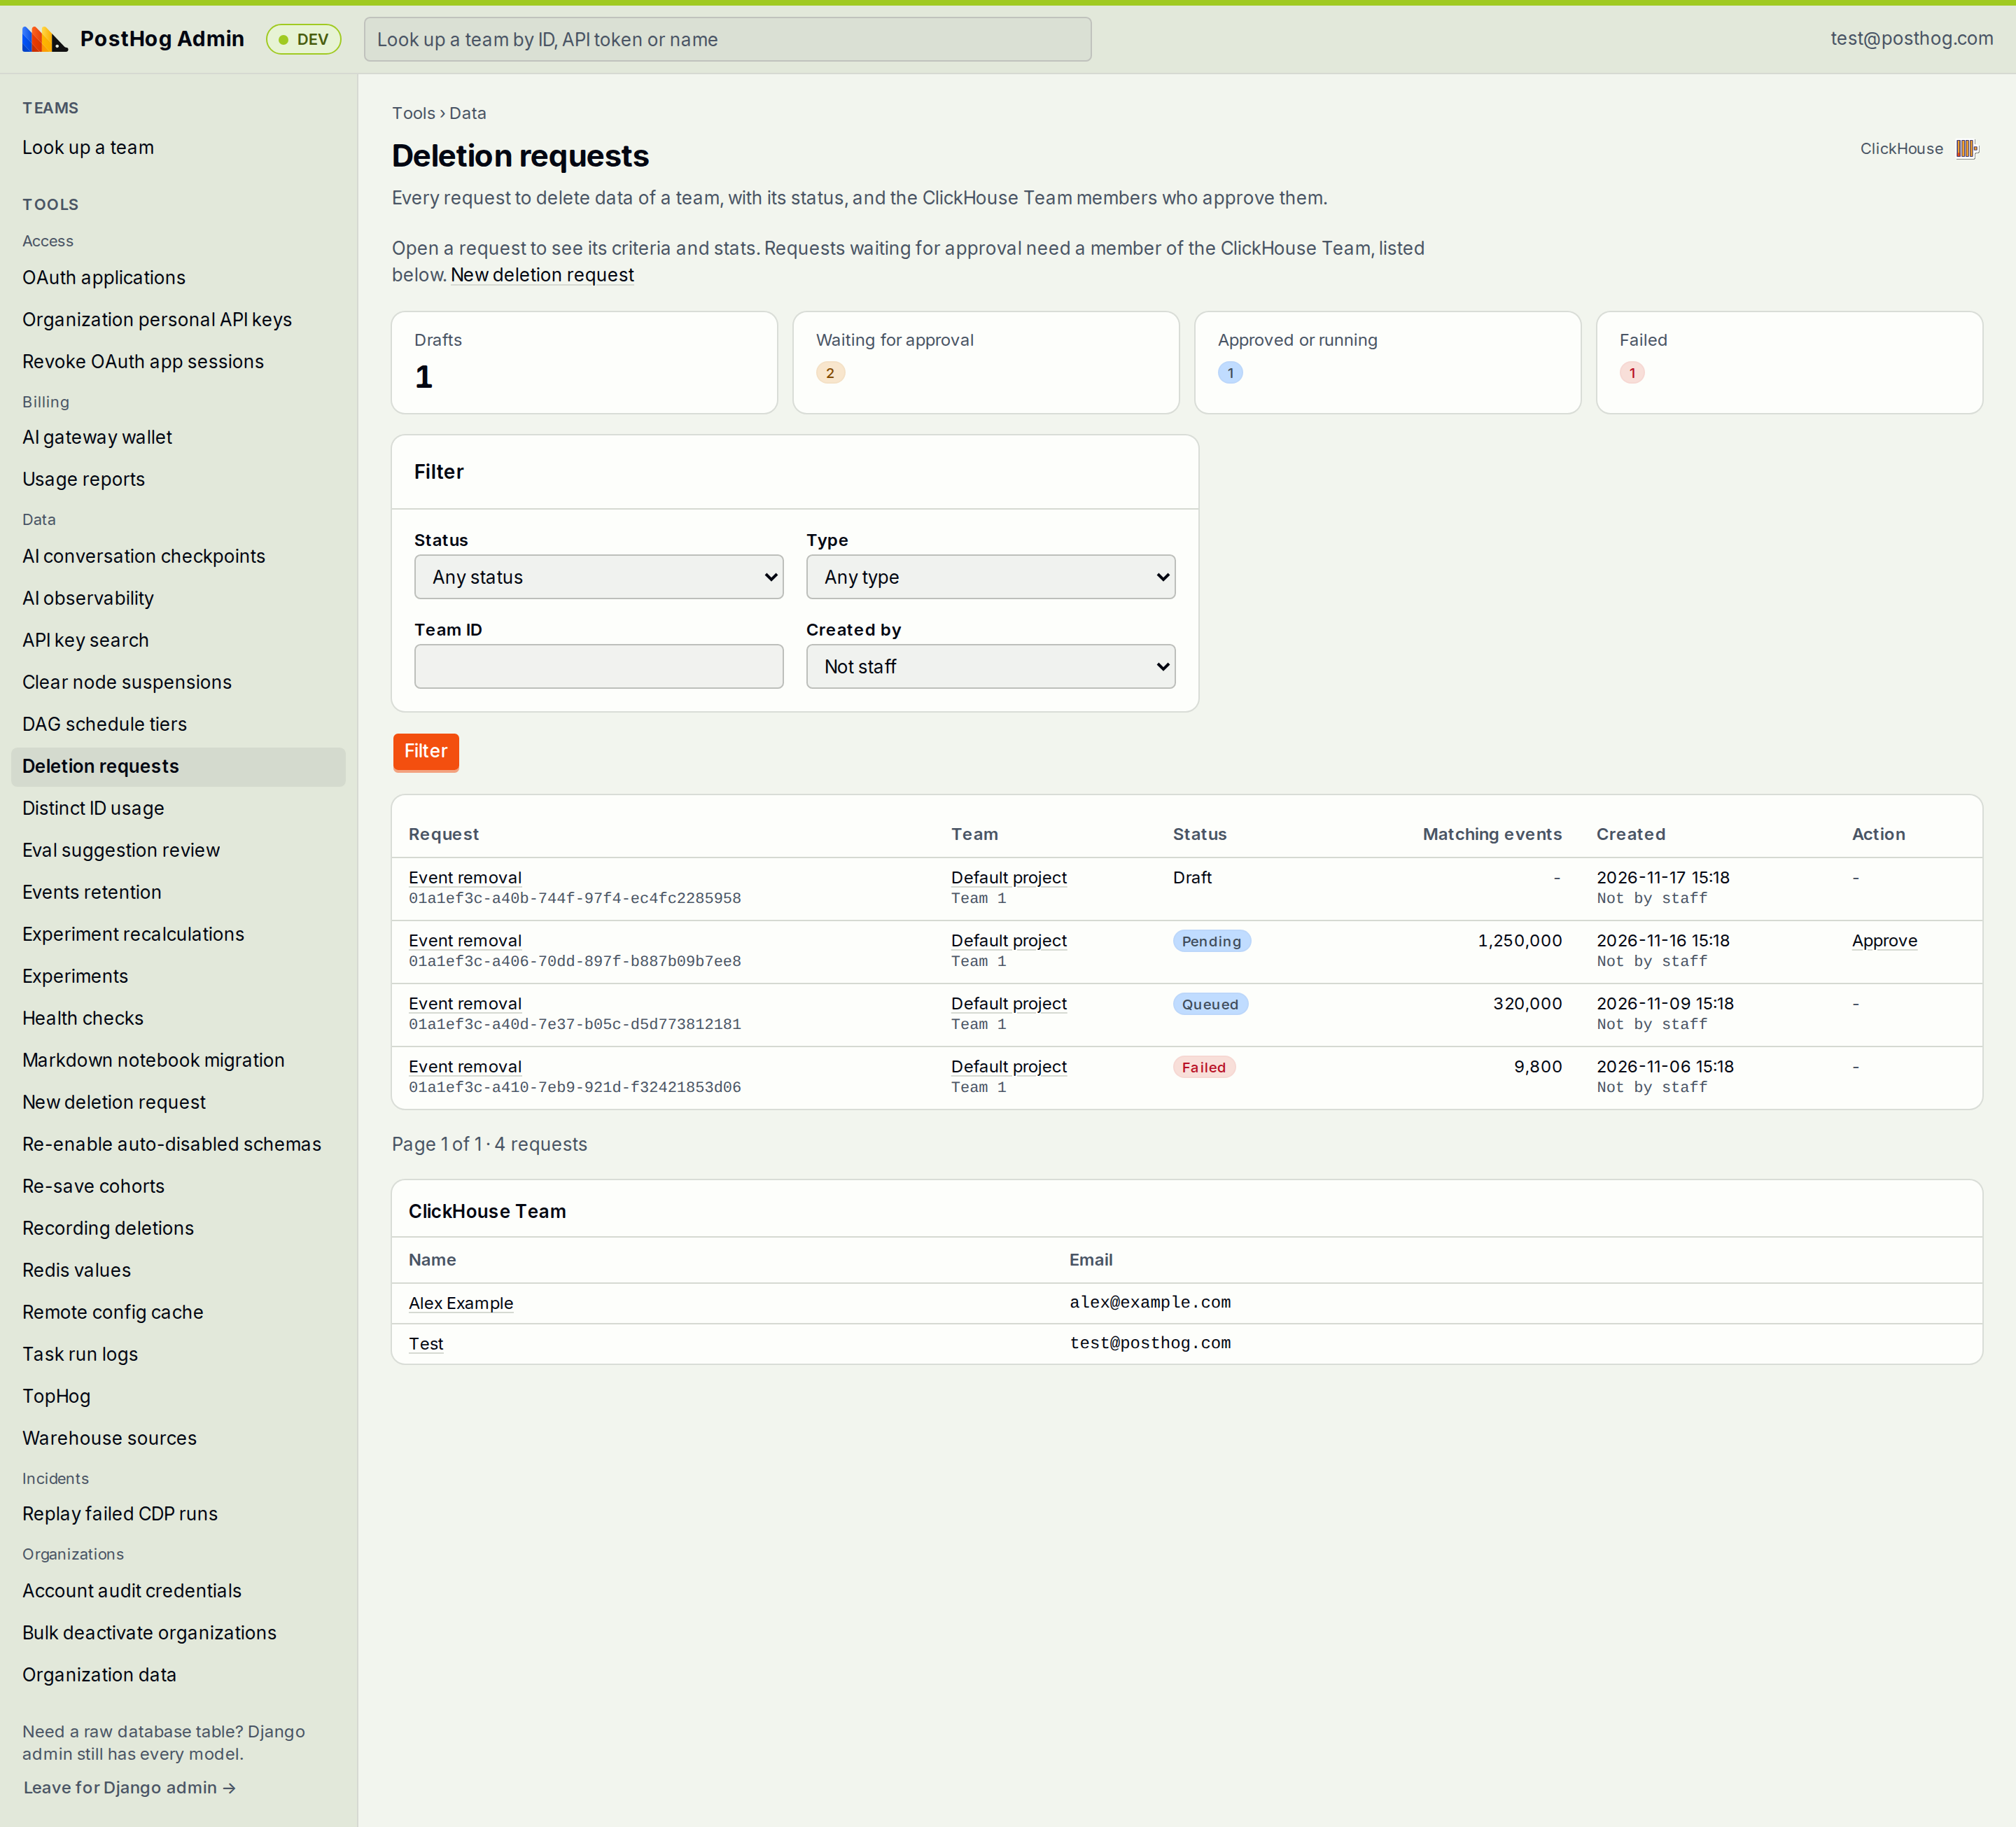 PostHog Admin
DEV
Look up a team by ID, API token or name
test@posthog.com
TEAMS
Look up a team
TOOLS
Access
OAuth applications
Organization personal API keys
Revoke OAuth app sessions
Billing
AI gateway wallet
Usage reports
Data
AI conversation checkpoints
AI observability
API key search
Clear node suspensions
DAG schedule tiers
Deletion requests
Distinct ID usage
Eval suggestion review
Events retention
Experiment recalculations
Experiments
Health checks
Markdown notebook migration
New deletion request
Re-enable auto-disabled schemas
Re-save cohorts
Recording deletions
Redis values
Remote config cache
Task run logs
TopHog
Warehouse sources
Incidents
Replay failed CDP runs
Organizations
Account audit credentials
Bulk deactivate organizations
Organization data
Need a raw database table? Django
admin still has every model.
Leave for Django admin →
Tools › Data
Deletion requests
ClickHouse
Every request to delete data of a team, with its status, and the ClickHouse Team members who approve them.
Open a request to see its criteria and stats. Requests waiting for approval need a member of the ClickHouse Team, listed
below. New deletion request
Drafts
1
Waiting for approval
2
Approved or running
1
Failed
1
Filter
Status
Any status
Type
Any type
Team ID
Created by
Not staff
Filter
Request Team Status Matching events Created Action
Event removal Default project Draft - 2026-11-17 15:18 -
01a1ef3c-a40b-744f-97f4-ec4fc2285958 Team 1 Not by staff
Event removal Default project Pending 1,250,000 2026-11-16 15:18 Approve
01a1ef3c-a406-70dd-897f-b887b09b7ee8 Team 1 Not by staff
Event removal Default project Queued 320,000 2026-11-09 15:18 -
01a1ef3c-a40d-7e37-b05c-d5d773812181 Team 1 Not by staff
Event removal Default project Failed 9,800 2026-11-06 15:18 -
01a1ef3c-a410-7eb9-921d-f32421853d06 Team 1 Not by staff
Page 1 of 1 · 4 requests
ClickHouse Team
Name Email
Alex Example alex@example.com
Test test@posthog.com